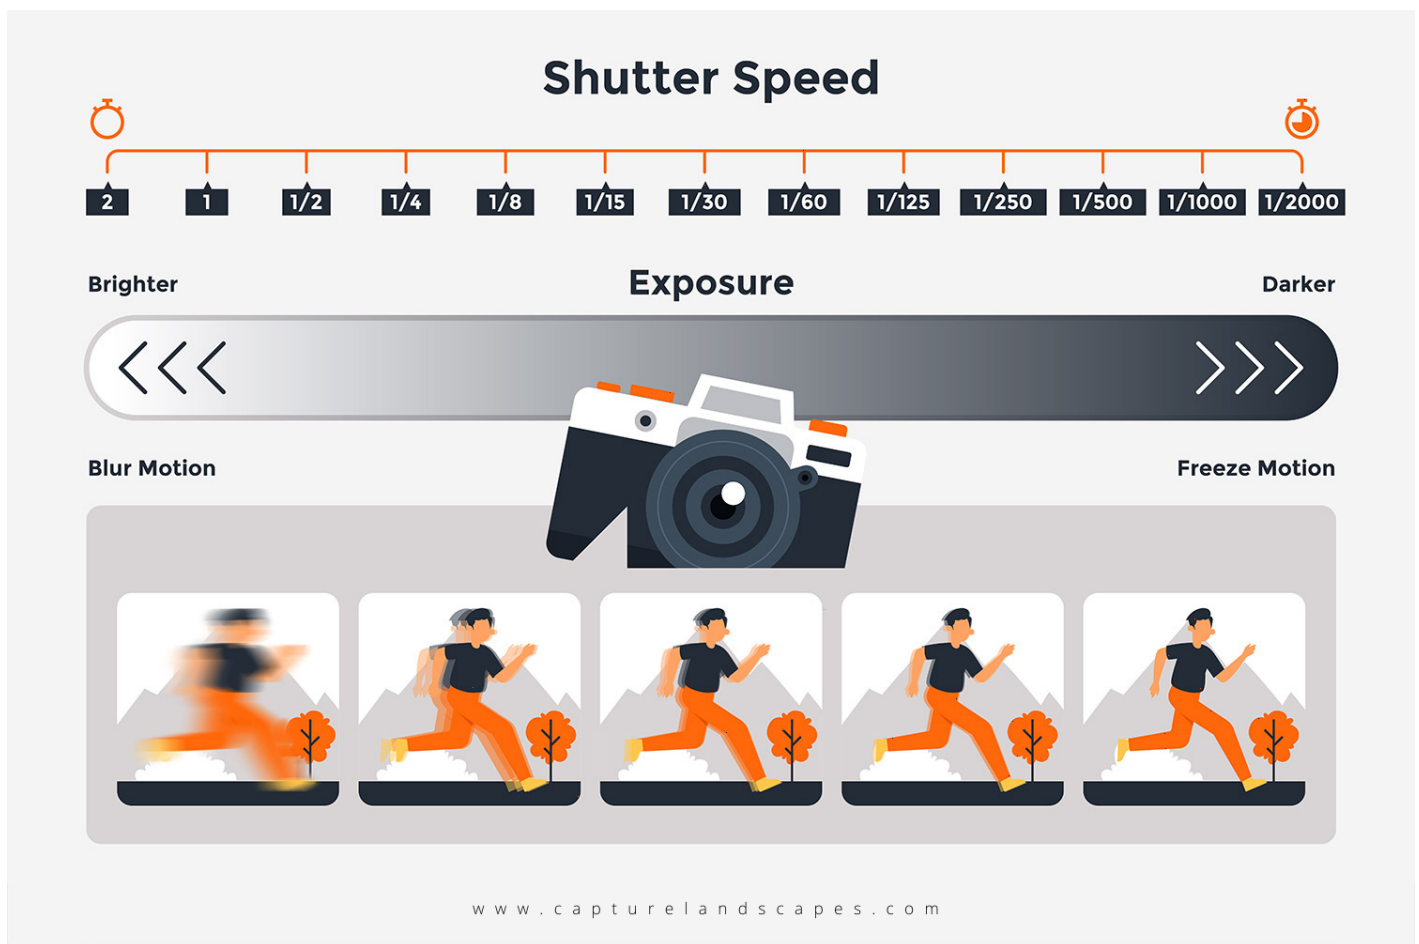 Shutter Speed
2 1 1/2 1/4 1/8 1/15 1/30 1/60 1/125 1/250 1/500 1/1000 1/2000
Brighter Exposure Darker
Blur Motion Freeze Motion
www.capturelandscapes.com